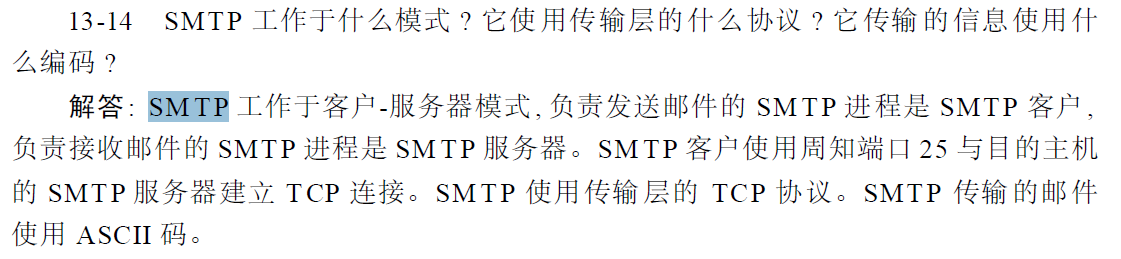 13-14 SMTP 工作于什么模式？它使用传输层的什么协议？它传输的信息使用什
么编码？
解答：SMTP 工作于客户-服务器模式，负责发送邮件的 SMTP 进程是 SMTP 客户，
负责接收邮件的 SMTP 进程是 SMTP 服务器。SMTP 客户使用周知端口 25 与目的主机
的 SMTP 服务器建立 TCP 连接。SMTP 使用传输层的 TCP 协议。SMTP 传输的邮件
使用 ASCII 码。